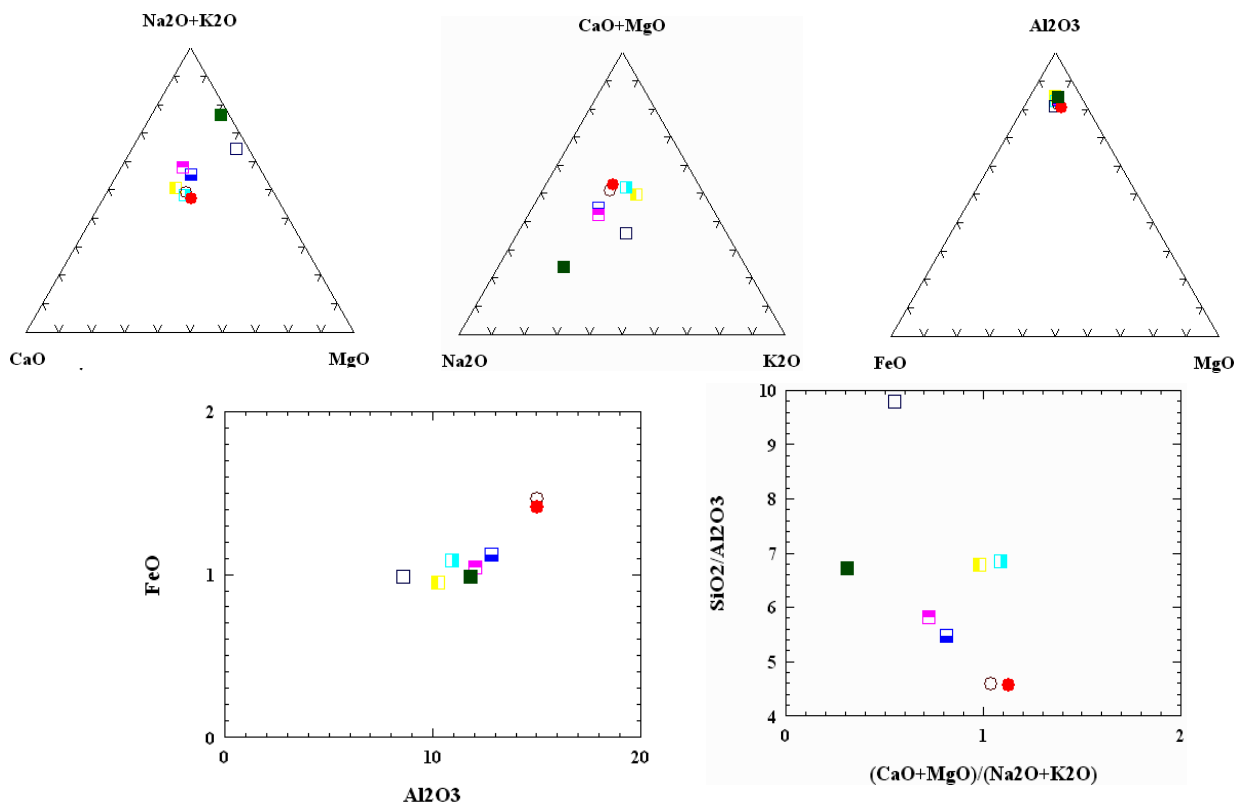 Na2O+K2O
CaO+MgO
Al2O3
CaO
MgO
Na2O
K2O
FeO
MgO
2
1
0
FeO
0
10
20
Al2O3
10
9
8
7
6
5
4
SiO2/Al2O3
0
1
2
(CaO+MgO)/(Na2O+K2O)